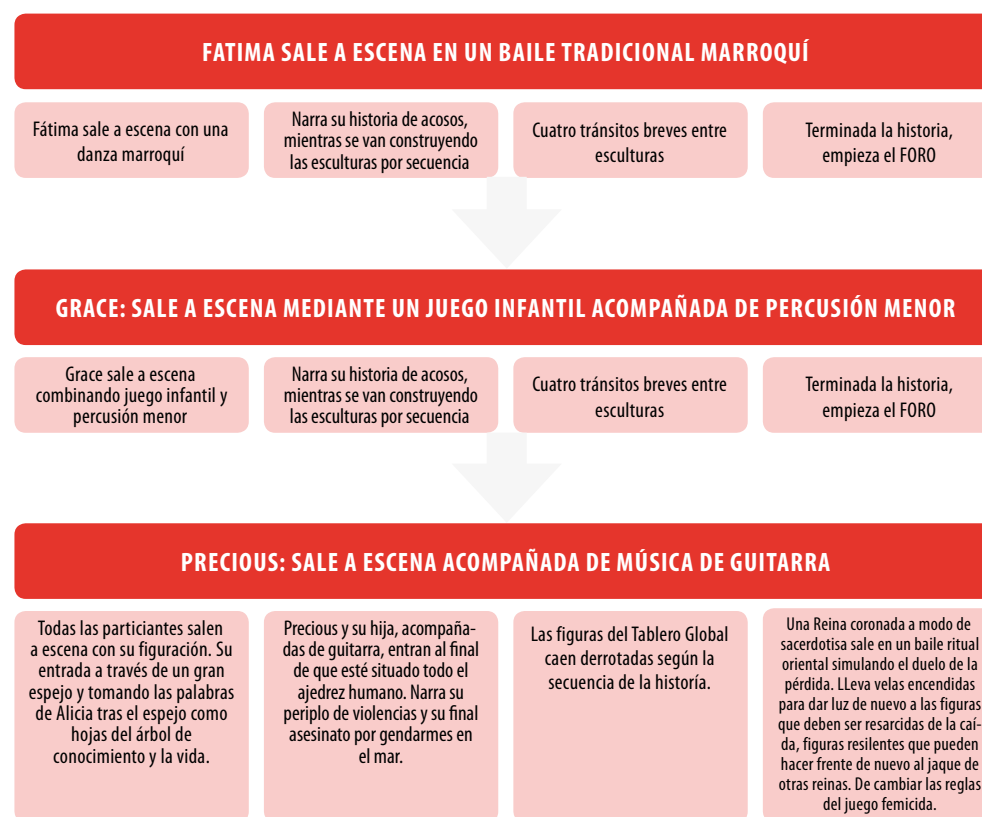 FATIMA SALE A ESCENA EN UN BAILE TRADICIONAL MARROQUÍ
Fátima sale a escena con una
danza marroquí
Narra su historia de acosos,
mientras se van construyendo
las esculturas por secuencia
Cuatro tránsitos breves entre
esculturas
Terminada la historia,
empieza el FORO
GRACE: SALE A ESCENA MEDIANTE UN JUEGO INFANTIL ACOMPAÑADA DE PERCUSIÓN MENOR
Grace sale a escena
combinando juego infantil y
percusión menor
Narra su historia de acosos,
mientras se van construyendo
las esculturas por secuencia
Cuatro tránsitos breves entre
esculturas
Terminada la historia,
empieza el FORO
PRECIOUS: SALE A ESCENA ACOMPAÑADA DE MÚSICA DE GUITARRA
Todas las particiantes salen
a escena con su figuración. Su
entrada a través de un gran
espejo y tomando las palabras
de Alicia tras el espejo como
hojas del árbol de
conocimiento y la vida.
Precious y su hija, acompaña-
das de guitarra, entran al final
de que esté situado todo el
ajedrez humano. Narra su
periplo de violencias y su final
asesinato por gendarmes en
el mar.
Las figuras del Tablero Global
caen derrotadas según la
secuencia de la historía.
Una Reina coronada a modo de
sacerdotisa sale en un baile ritual
oriental simulando el duelo de la
pérdida. LLeva velas encendidas
para dar luz de nuevo a las figuras
que deben ser resarcidas de la caí-
da, figuras resilentes que pueden
hacer frente de nuevo al jaque de
otras reinas. De cambiar las reglas
del juego femicida.